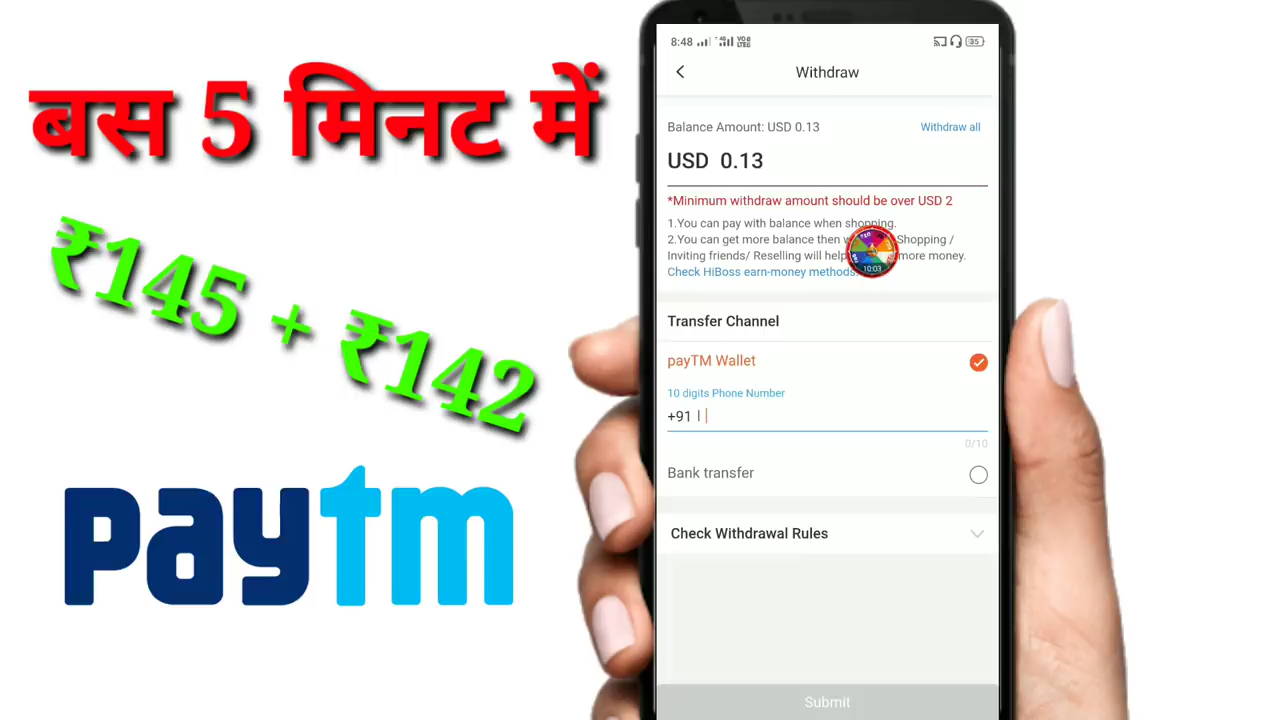 बस 5 मिनट में
₹145 + ₹142
paytm
8:48
35
Withdraw
Balance Amount: USD 0.13
Withdraw all
USD 0.13
*Minimum withdraw amount should be over USD 2
1.You can pay with balance when shopping.
2.You can get more balance then Shopping /
Inviting friends/ Reselling will more money.
Check HiBoss earn-money methods
10:03
Transfer Channel
payTM Wallet
10 digits Phone Number
+91
0/10
Bank transfer
Check Withdrawal Rules
Submit